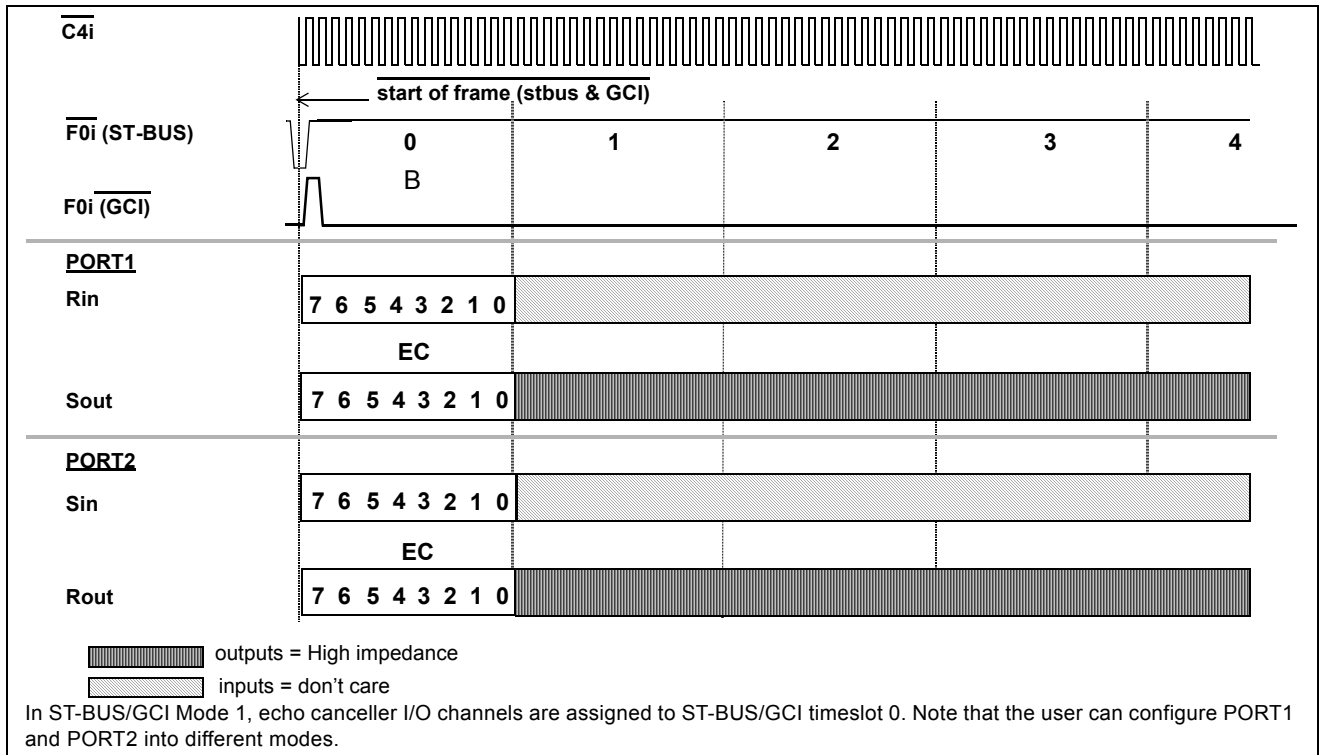 C4i
start of frame (stbus & GCI)
F0i (ST-BUS)
0 1 2 3 4
B
F0i (GCI)
PORT1
Rin
7 6 5 4 3 2 1 0
EC
Sout
7 6 5 4 3 2 1 0
PORT2
Sin
7 6 5 4 3 2 1 0
EC
Rout
7 6 5 4 3 2 1 0
outputs = High impedance
inputs = don't care
In ST-BUS/GCI Mode 1, echo canceller I/O channels are assigned to ST-BUS/GCI timeslot 0. Note that the user can configure PORT1
and PORT2 into different modes.